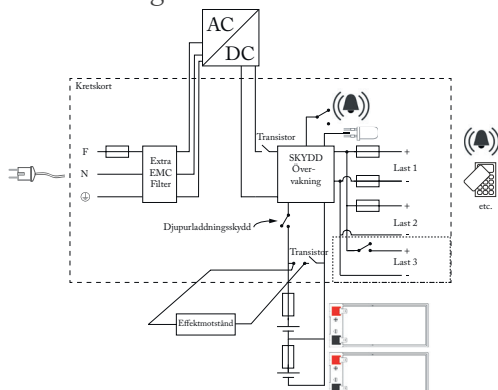 AC
DC
Kretskort
F
N
Extra
EMC
Filter
Transistor
SKYDD
Över-
vakning
+
Last 1
-
+
Last 2
-
+
Last 3
-
etc.
Djupurladdningsskydd
Transistor
Effektmotstånd